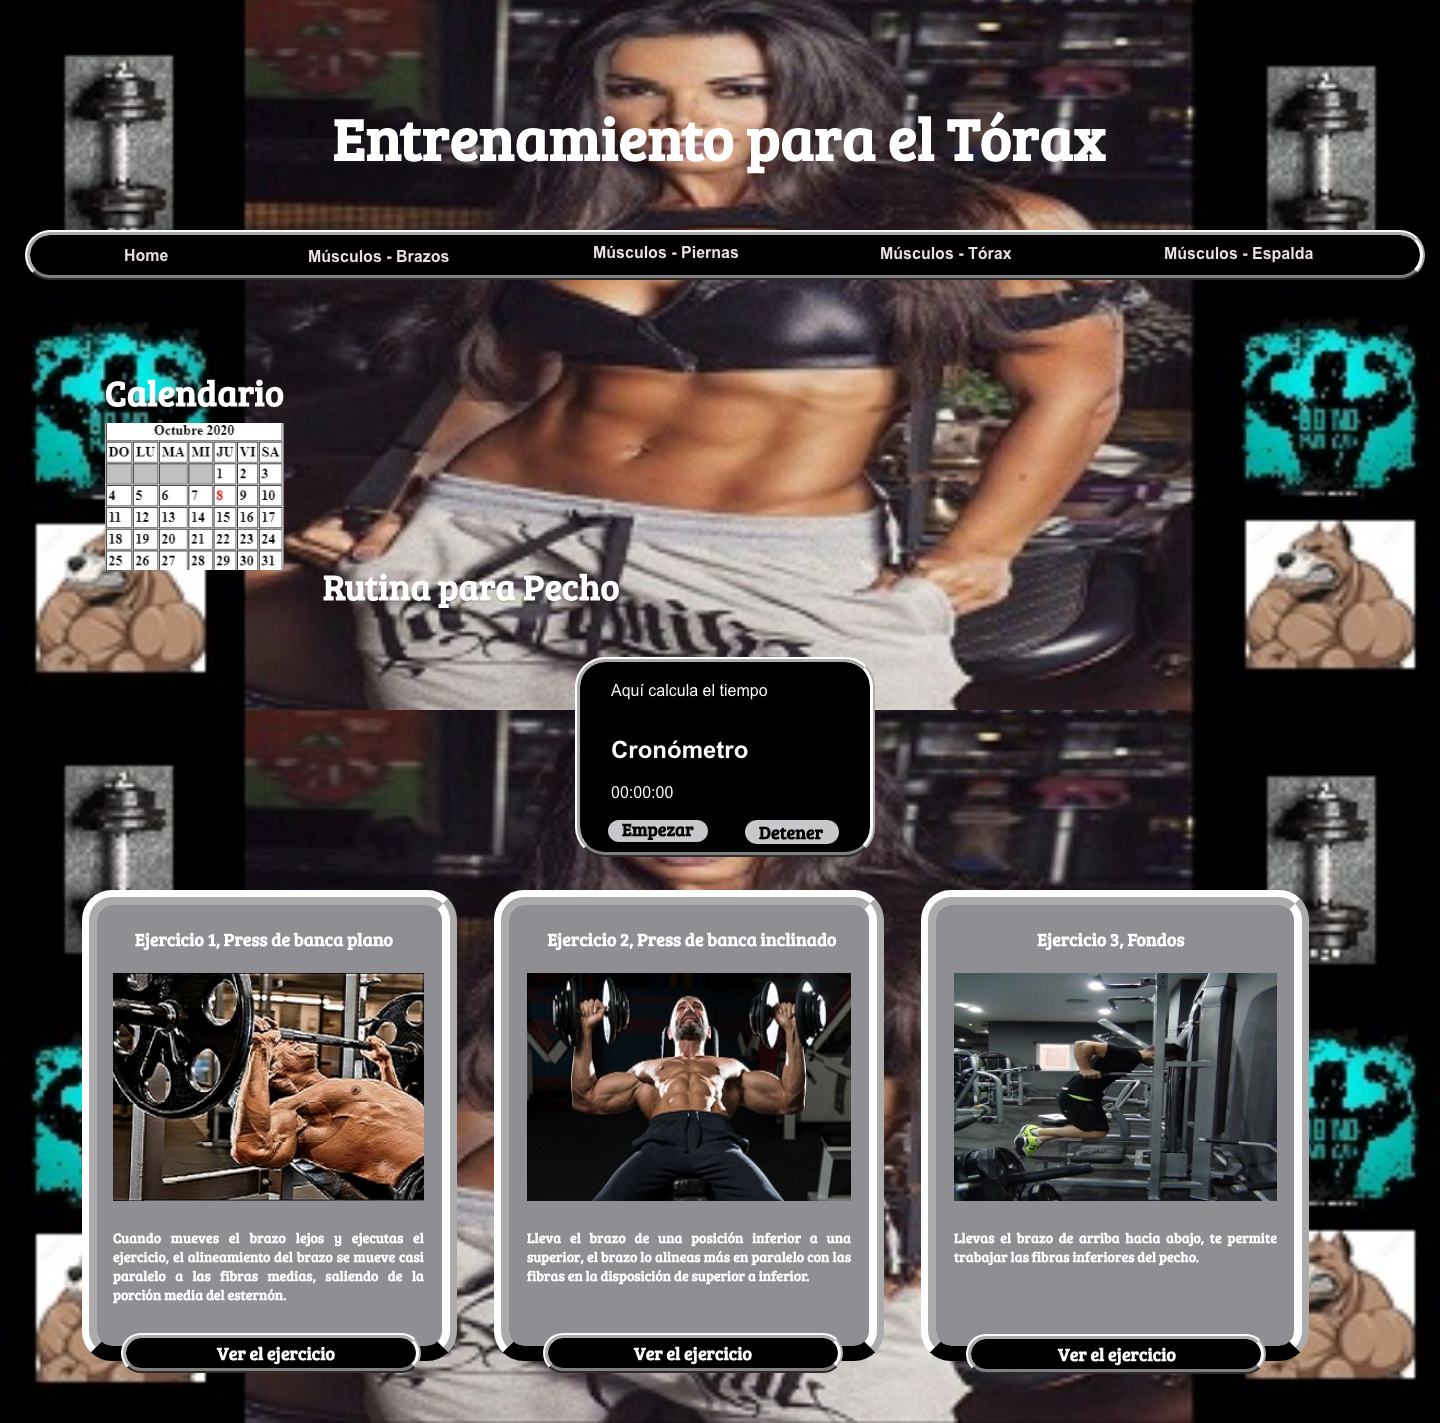 Entrenamiento para el Tórax
Home
Músculos - Brazos
Músculos - Piernas
Músculos - Tórax
Músculos - Espalda
Calendario
Octubre 2020
DO LU MA MI JU VI SA
1 2 3
4 5 6 7 8 9 10
11 12 13 14 15 16 17
18 19 20 21 22 23 24
25 26 27 28 29 30 31
Rutina para Pecho
Aquí calcula el tiempo
Cronómetro
00:00:00
Empezar
Detener
Ejercicio 1, Press de banca plano
Cuando mueves el brazo lejos y ejecutas el
ejercicio, el alineamiento del brazo se mueve casi
paralelo a las fibras medias, saliendo de la
porción media del esternón.
Ver el ejercicio
Ejercicio 2, Press de banca inclinado
Lleva el brazo de una posición inferior a una
superior, el brazo lo alineas más en paralelo con las
fibras en la disposición de superior a inferior.
Ver el ejercicio
Ejercicio 3, Fondos
Llevas el brazo de arriba hacia abajo, te permite
trabajar las fibras inferiores del pecho.
Ver el ejercicio